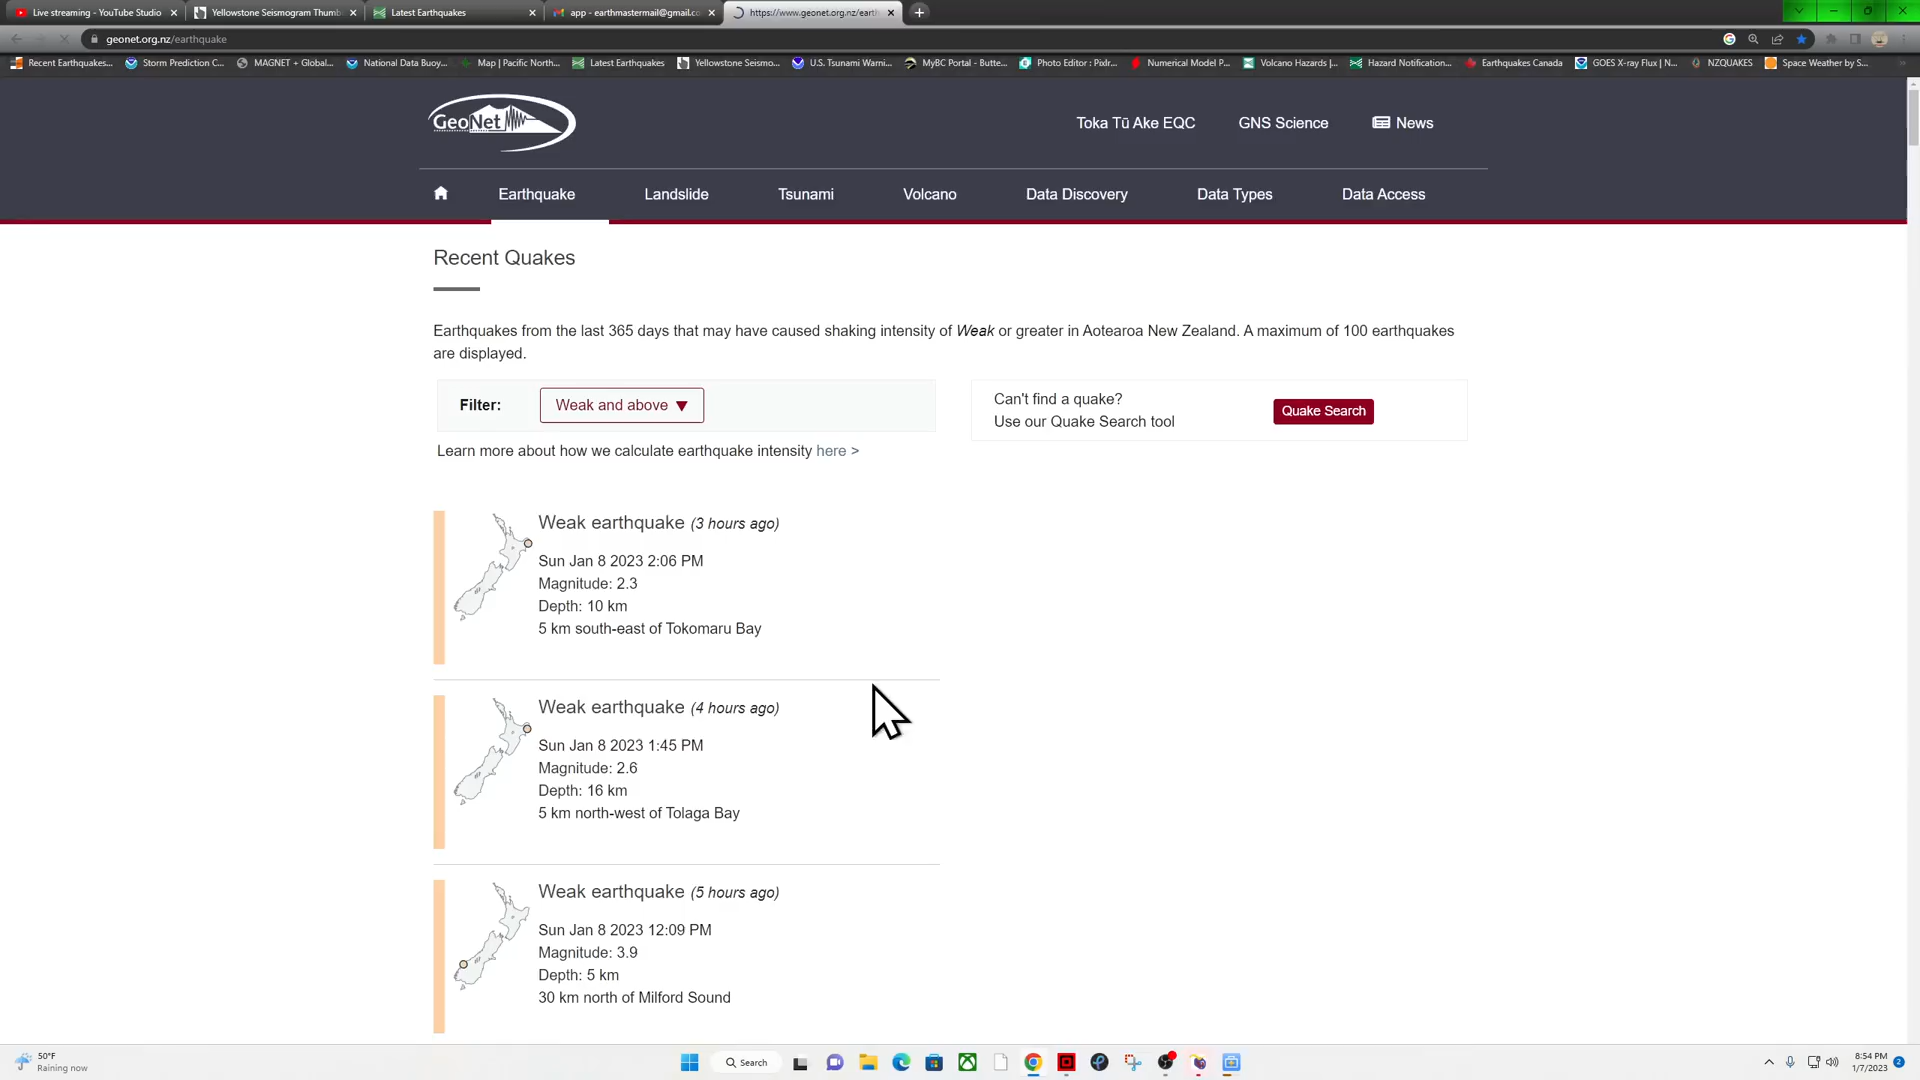 Live streaming - YouTube Studio
Yellowstone Seismogram Thumb
Latest Earthquakes
app - earthmastermail@gmail.co
https://www.geonet.org.nz/earth
geonet.org.nz/earthquake
Recent Earthquakes...
Storm Prediction C...
MAGNET + Global...
National Data Buoy...
Map | Pacific North...
Latest Earthquakes
Yellowstone Seismo...
U.S. Tsunami Warni...
MyBC Portal - Butte...
Photo Editor : Pixlr...
Numerical Model P...
Volcano Hazards |...
Hazard Notification...
Earthquakes Canada
GOES X-ray Flux | N...
NZQUAKES
Space Weather by S...
GeoNet
Toka Tū Ake EQC
GNS Science
News
Earthquake
Landslide
Tsunami
Volcano
Data Discovery
Data Types
Data Access
Recent Quakes
Earthquakes from the last 365 days that may have caused shaking intensity of Weak or greater in Aotearoa New Zealand. A maximum of 100 earthquakes
are displayed.
Filter:
Weak and above ▼
Can't find a quake?
Use our Quake Search tool
Quake Search
Learn more about how we calculate earthquake intensity here >
Weak earthquake (3 hours ago)
Sun Jan 8 2023 2:06 PM
Magnitude: 2.3
Depth: 10 km
5 km south-east of Tokomaru Bay
Weak earthquake (4 hours ago)
Sun Jan 8 2023 1:45 PM
Magnitude: 2.6
Depth: 16 km
5 km north-west of Tolaga Bay
Weak earthquake (5 hours ago)
Sun Jan 8 2023 12:09 PM
Magnitude: 3.9
Depth: 5 km
30 km north of Milford Sound
50°F
Raining now
Search
8:54 PM
1/7/2023
2